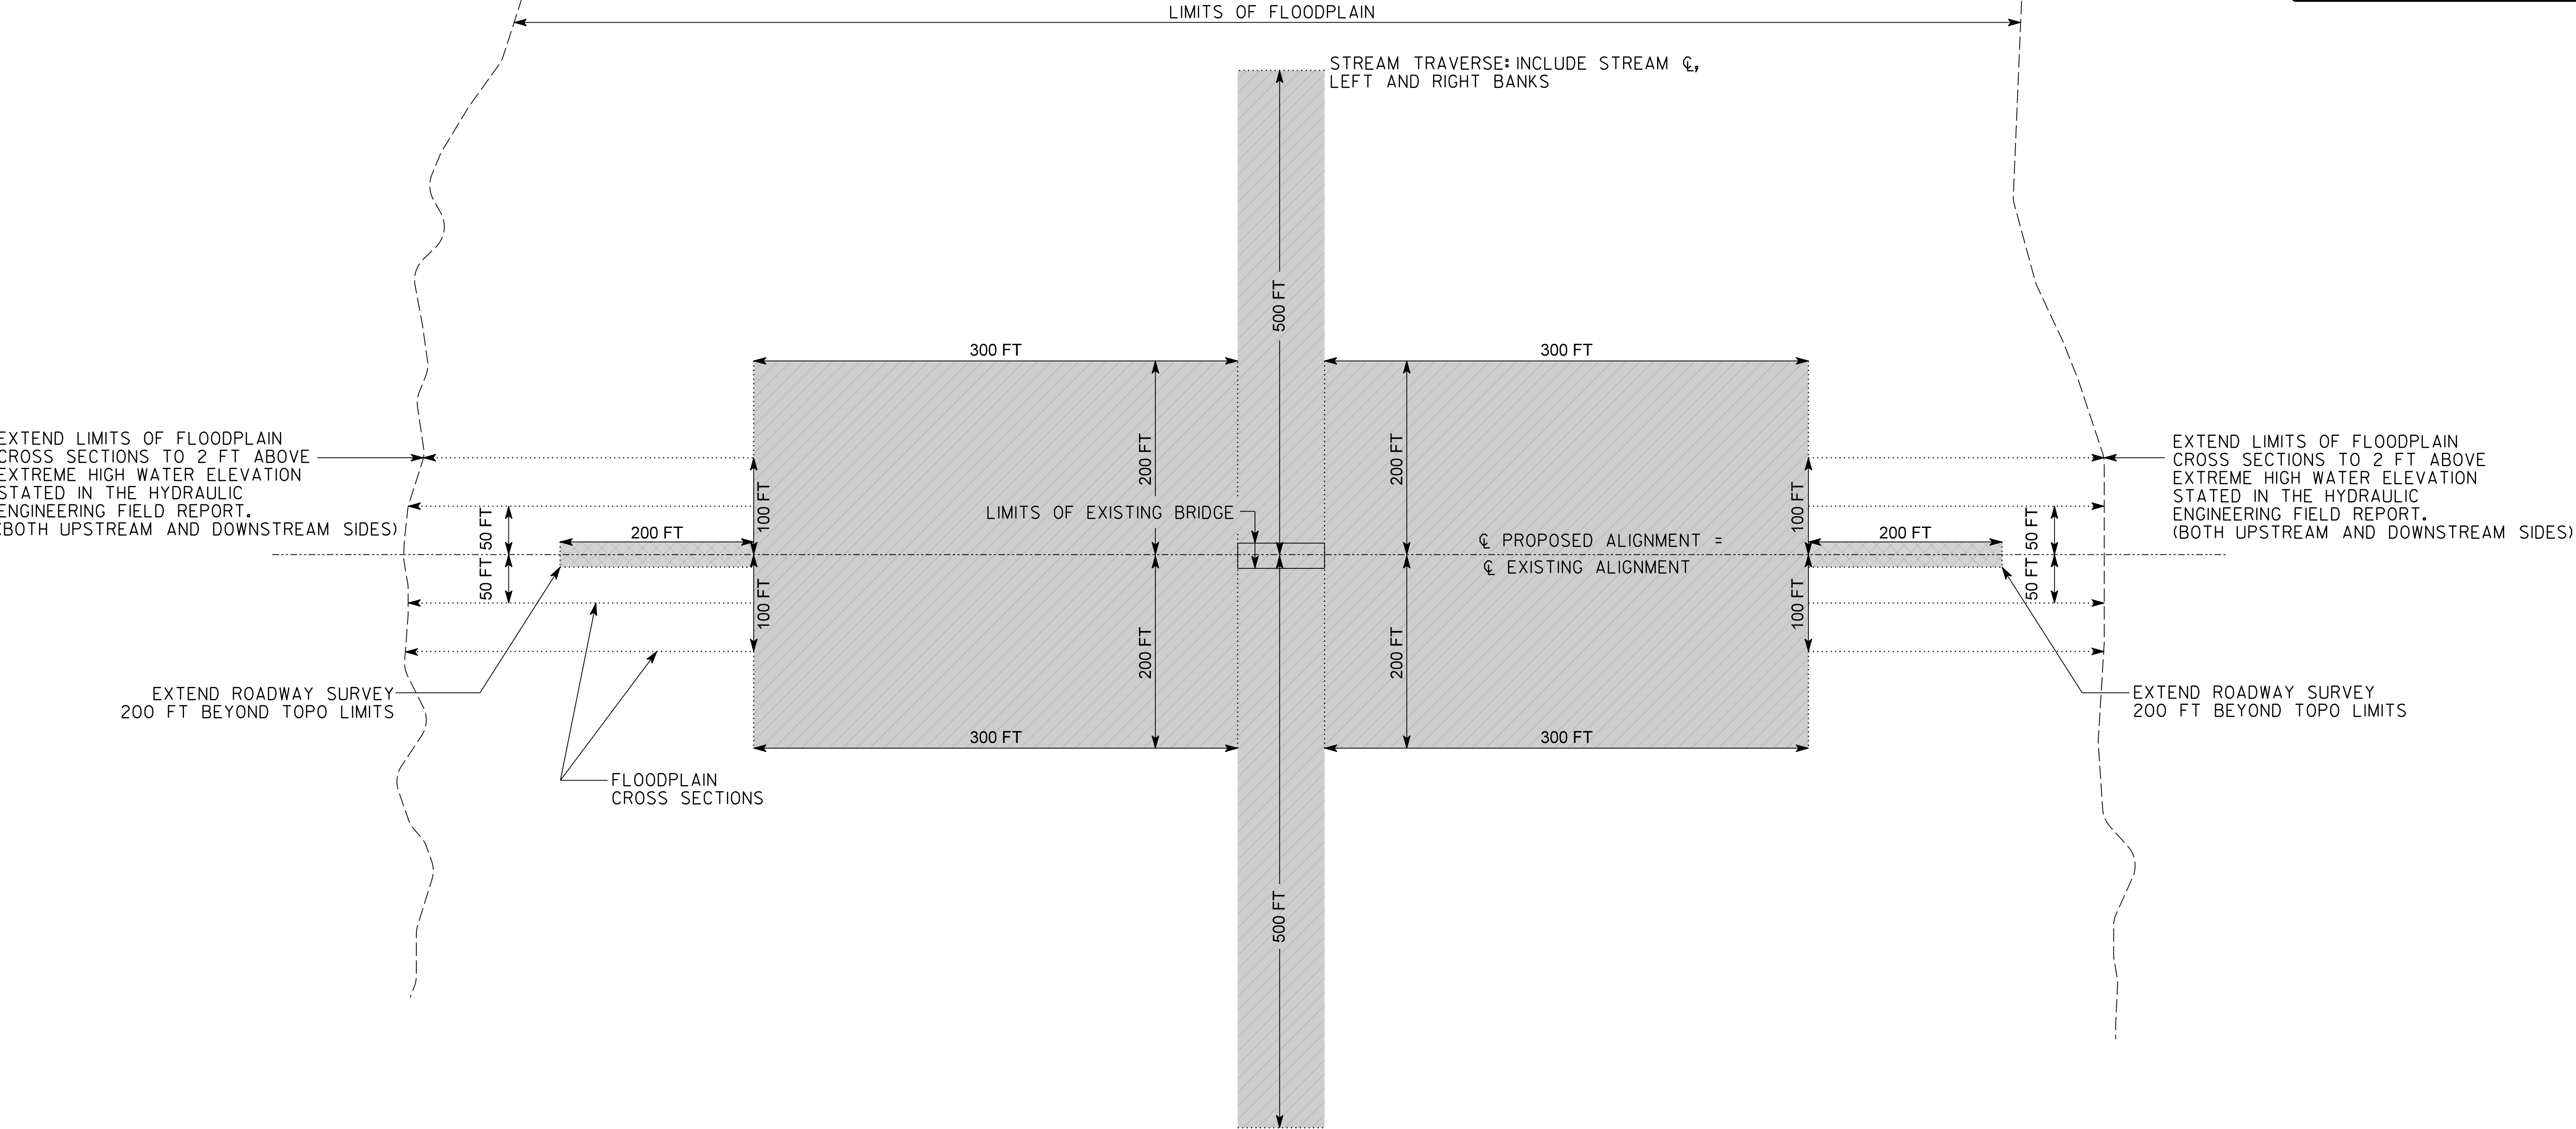 LIMITS OF FLOODPLAIN
STREAM TRAVERSE: INCLUDE STREAM ℄,
LEFT AND RIGHT BANKS
500 FT
300 FT
300 FT
200 FT
200 FT
EXTEND LIMITS OF FLOODPLAIN
CROSS SECTIONS TO 2 FT ABOVE
EXTREME HIGH WATER ELEVATION
STATED IN THE HYDRAULIC
ENGINEERING FIELD REPORT.
(BOTH UPSTREAM AND DOWNSTREAM SIDES)
EXTEND LIMITS OF FLOODPLAIN
CROSS SECTIONS TO 2 FT ABOVE
EXTREME HIGH WATER ELEVATION
STATED IN THE HYDRAULIC
ENGINEERING FIELD REPORT.
(BOTH UPSTREAM AND DOWNSTREAM SIDES)
50 FT
200 FT
100 FT
LIMITS OF EXISTING BRIDGE
℄ PROPOSED ALIGNMENT =
℄ EXISTING ALIGNMENT
100 FT
200 FT
50 FT
50 FT
100 FT
200 FT
200 FT
100 FT
50 FT
EXTEND ROADWAY SURVEY
200 FT BEYOND TOPO LIMITS
EXTEND ROADWAY SURVEY
200 FT BEYOND TOPO LIMITS
300 FT
300 FT
FLOODPLAIN
CROSS SECTIONS
500 FT